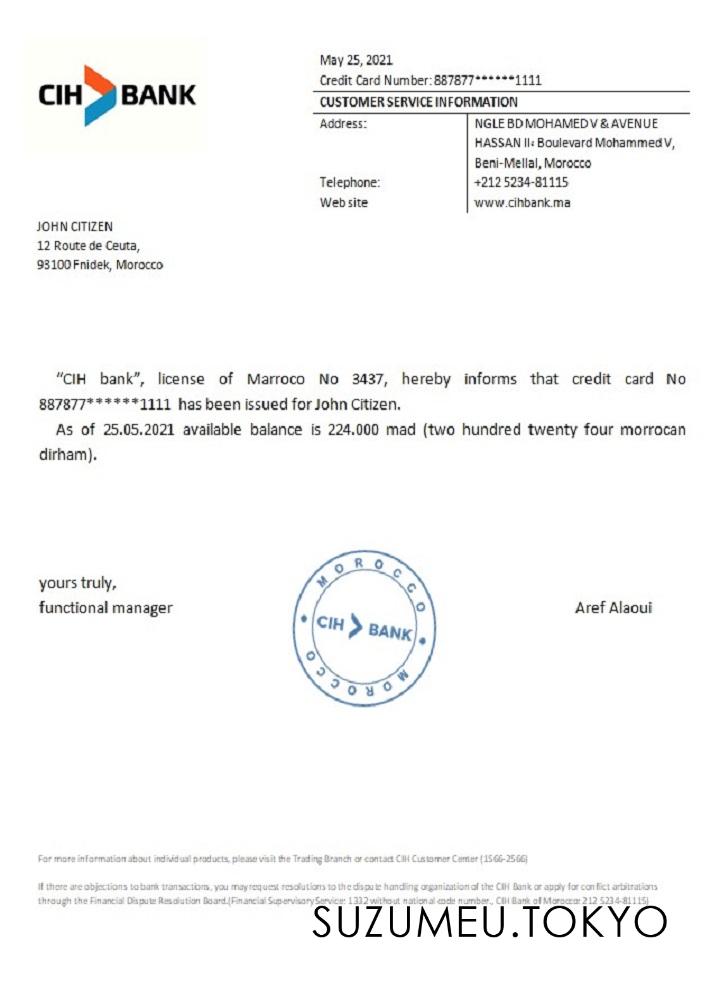 CIH BANK
May 25, 2021
Credit Card Number: 887877******1111
CUSTOMER SERVICE INFORMATION
Address: NGLE BD MOHAMED V & AVENUE
HASSAN II: Boulevard Mohammed V,
Beni-Mellal, Morocco
Telephone: +212 5234-81115
Web site www.cihbank.ma
JOHN CITIZEN
12 Route de Ceuta,
93100 Fnidek, Morocco
“CIH bank”, license of Marroco No 3437, hereby informs that credit card No
887877******1111 has been issued for John Citizen.
As of 25.05.2021 available balance is 224.000 mad (two hundred twenty four morrocan
dirham).
yours truly,
functional manager
Aref Alaoui
MOROCCO
CIH BANK
MOROCCO
For more information about individual products, please visit the Trading Branch or contact CIH Customer Center (1566-2566)
If there are objections to bank transactions, you may request resolutions to the dispute handling organization of the CIH Bank or apply for conflict arbitrations
through the Financial Dispute Resolution Board.(Financial Supervisory Service: 1332 without national code number., CIH Bank of Morocco: 212 5234-81115)
SUZUMEU.TOKYO